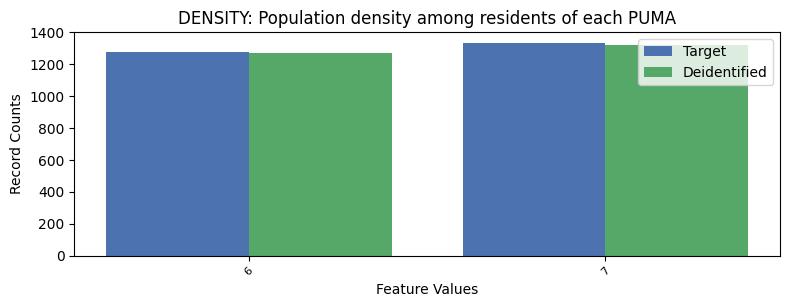 DENSITY: Population density among residents of each PUMA
1400
1200
1000
800
600
400
200
0
Record Counts
Target
Deidentified
6
7
Feature Values